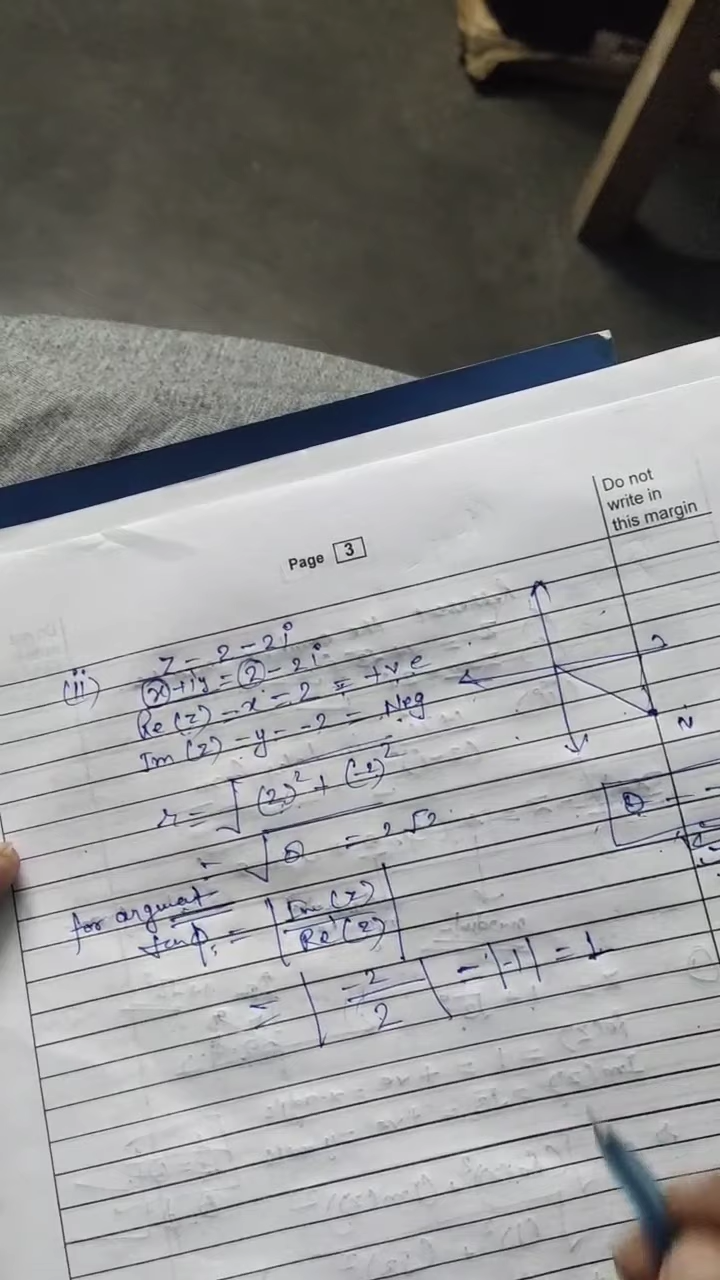 Do not
write in
this margin
Page 3
(ii) Z = 2 - 2i
x + iy = 2 - 2i
Re(z) = x = 2 = +ve
Im(z) = y = -2 = Neg
r = √(2)² + (-2)²
= √8 = 2√2
θ = -
for argument
tan φ = |Im(z)/Re(z)|
= |-2/2| = |-1| = 1